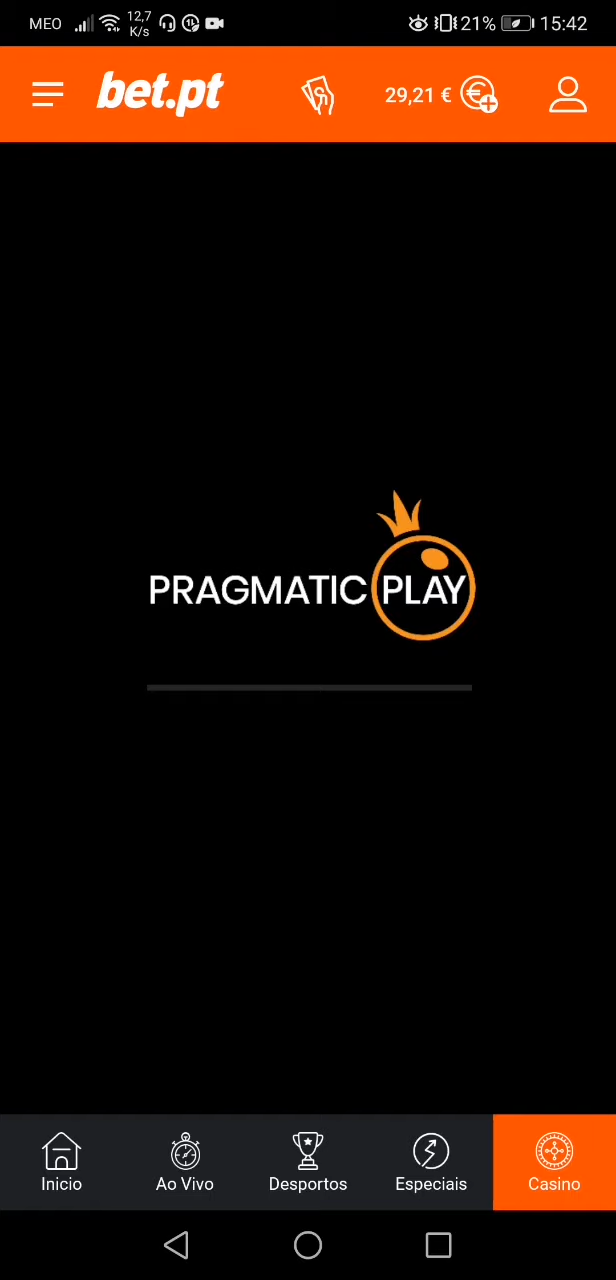 MEO 12,7 K/s 21% 15:42
bet.pt 29,21 €
PRAGMATIC PLAY
Inicio Ao Vivo Desportos Especiais Casino